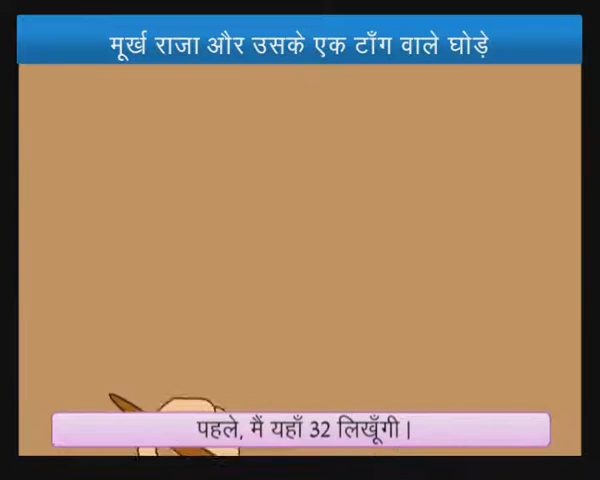 मूर्ख राजा और उसके एक टाँग वाले घोड़े
पहले, मैं यहाँ 32 लिखूँगी |